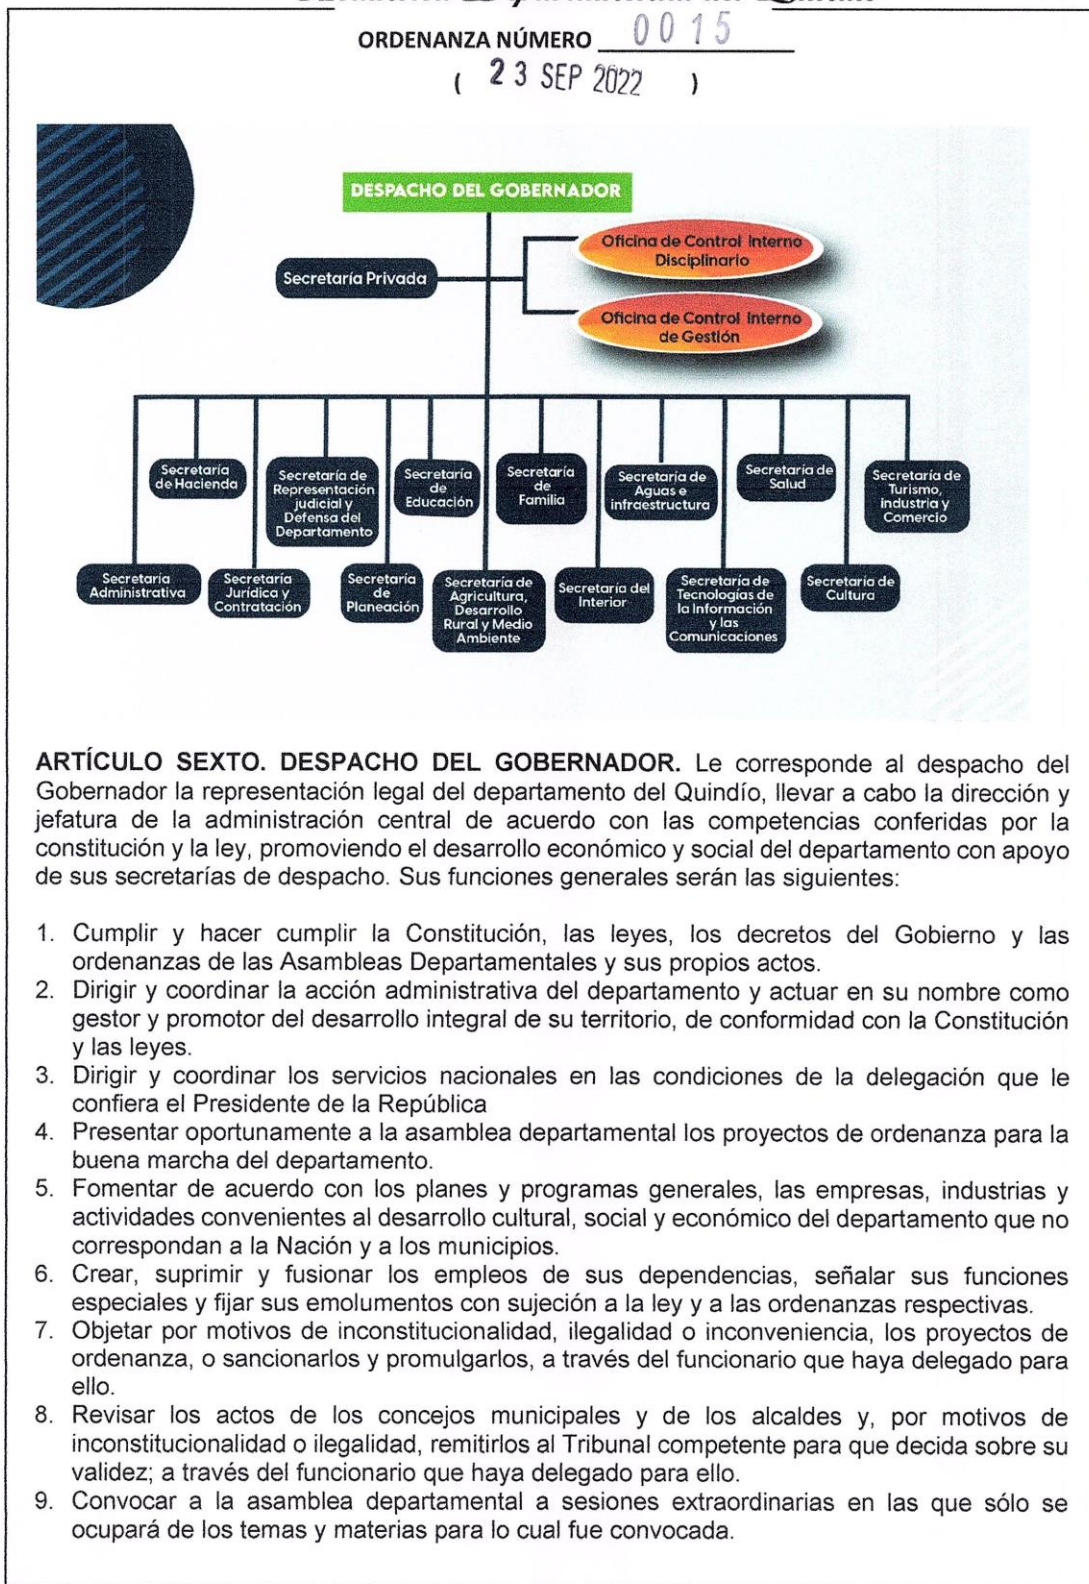 ORDENANZA NÚMERO 0015
( 23 SEP 2022 )
DESPACHO DEL GOBERNADOR
Oficina de Control Interno
Disciplinario
Secretaría Privada
Oficina de Control Interno
de Gestión
Secretaría
de Hacienda
Secretaría de
Representación
judicial y
Defensa del
Departamento
Secretaría
de
Educación
Secretaría
de
Familia
Secretaría de
Aguas e
infraestructura
Secretaría de
Salud
Secretaría de
Turismo,
industria y
Comercio
Secretaría
Administrativa
Secretaría
Jurídica y
Contratación
Secretaría
de
Planeación
Secretaría de
Agricultura,
Desarrollo
Rural y Medio
Ambiente
Secretaría del
Interior
Secretaría de
Tecnologías de
la Información
y las
Comunicaciones
Secretaría de
Cultura
ARTÍCULO SEXTO. DESPACHO DEL GOBERNADOR. Le corresponde al despacho del
Gobernador la representación legal del departamento del Quindío, llevar a cabo la dirección y
jefatura de la administración central de acuerdo con las competencias conferidas por la
constitución y la ley, promoviendo el desarrollo económico y social del departamento con apoyo
de sus secretarías de despacho. Sus funciones generales serán las siguientes:
1. Cumplir y hacer cumplir la Constitución, las leyes, los decretos del Gobierno y las
ordenanzas de las Asambleas Departamentales y sus propios actos.
2. Dirigir y coordinar la acción administrativa del departamento y actuar en su nombre como
gestor y promotor del desarrollo integral de su territorio, de conformidad con la Constitución
y las leyes.
3. Dirigir y coordinar los servicios nacionales en las condiciones de la delegación que le
confiera el Presidente de la República
4. Presentar oportunamente a la asamblea departamental los proyectos de ordenanza para la
buena marcha del departamento.
5. Fomentar de acuerdo con los planes y programas generales, las empresas, industrias y
actividades convenientes al desarrollo cultural, social y económico del departamento que no
correspondan a la Nación y a los municipios.
6. Crear, suprimir y fusionar los empleos de sus dependencias, señalar sus funciones
especiales y fijar sus emolumentos con sujeción a la ley y a las ordenanzas respectivas.
7. Objetar por motivos de inconstitucionalidad, ilegalidad o inconveniencia, los proyectos de
ordenanza, o sancionarlos y promulgarlos, a través del funcionario que haya delegado para
ello.
8. Revisar los actos de los concejos municipales y de los alcaldes y, por motivos de
inconstitucionalidad o ilegalidad, remitirlos al Tribunal competente para que decida sobre su
validez; a través del funcionario que haya delegado para ello.
9. Convocar a la asamblea departamental a sesiones extraordinarias en las que sólo se
ocupará de los temas y materias para lo cual fue convocada.